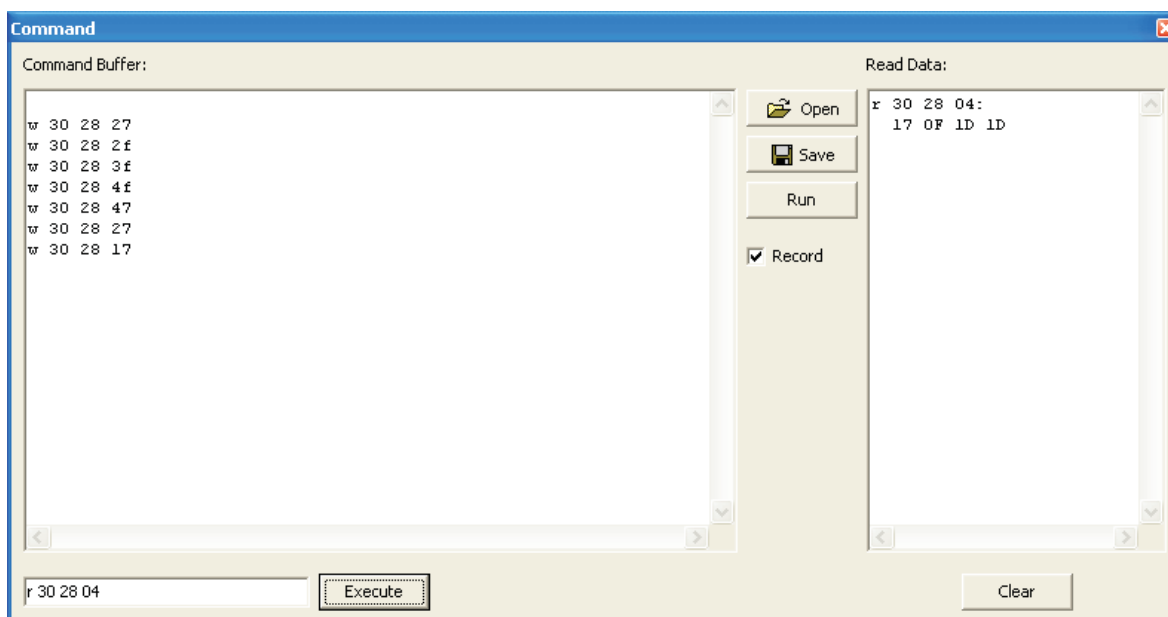 Command
Command Buffer:
w 30 28 27
w 30 28 2f
w 30 28 3f
w 30 28 4f
w 30 28 47
w 30 28 27
w 30 28 17
Open
Save
Run
Record
Read Data:
r 30 28 04:
17 0F 1D 1D
r 30 28 04
Execute
Clear